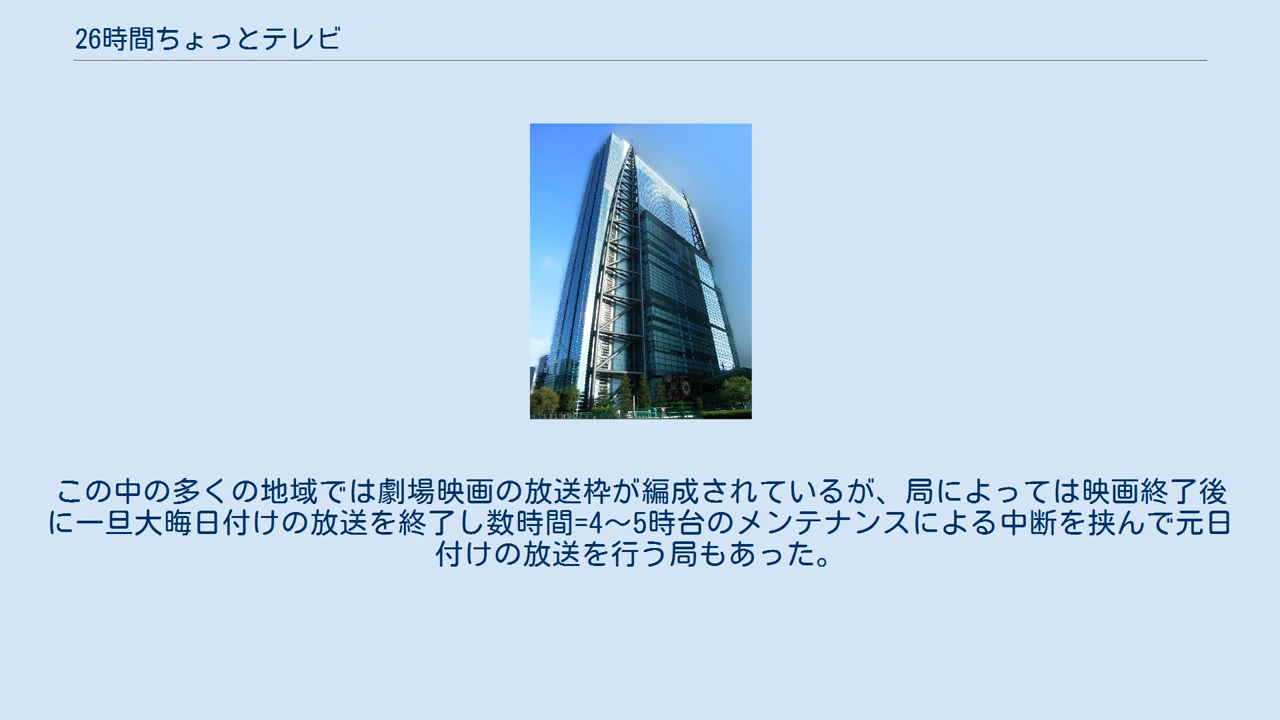 26時間ちょっとテレビ
この中の多くの地域では劇場映画の放送枠が編成されているが、局によっては映画終了後
に一旦大晦日付けの放送を終了し数時間=4〜5時台のメンテナンスによる中断を挟んで元日
付けの放送を行う局もあった。